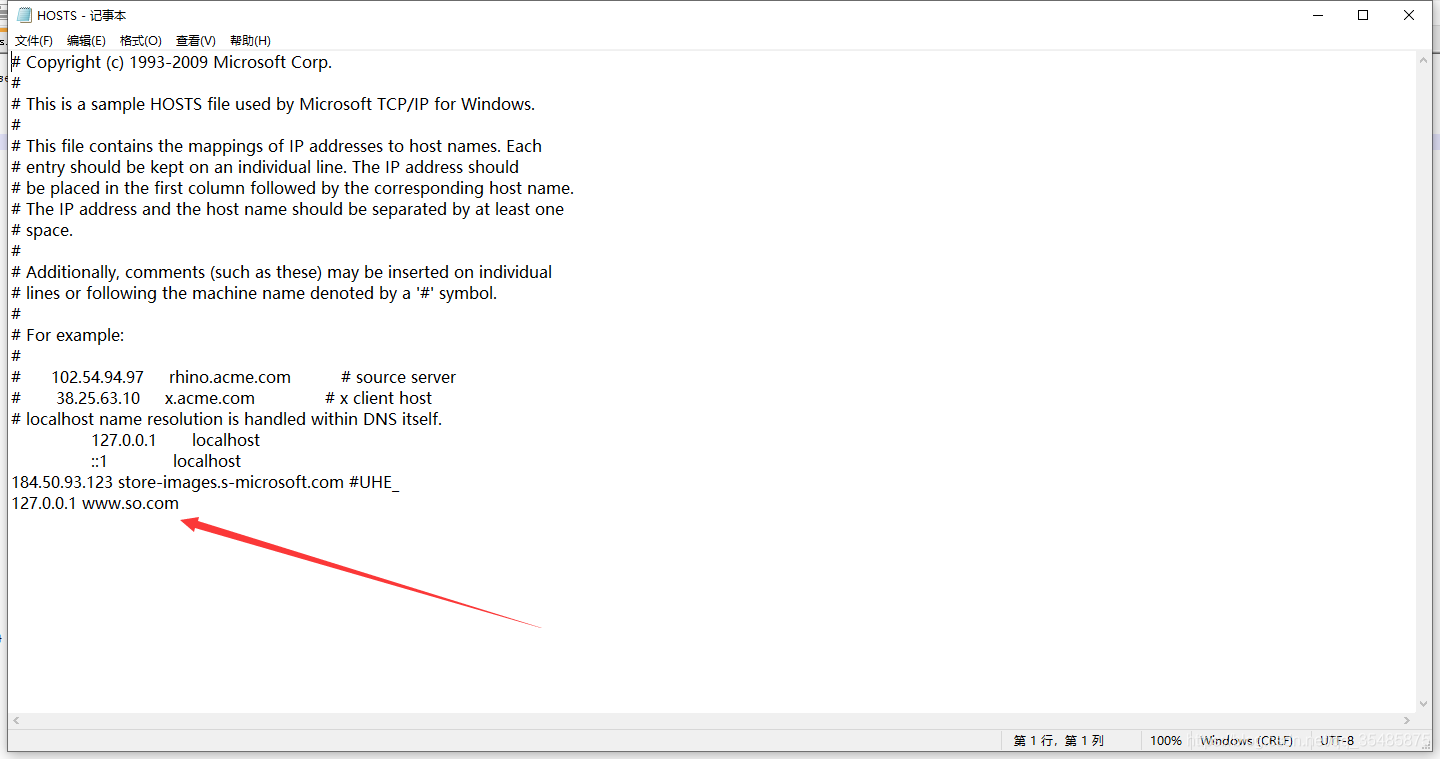 HOSTS - 记事本
文件(F) 编辑(E) 格式(O) 查看(V) 帮助(H)
# Copyright (c) 1993-2009 Microsoft Corp.
#
# This is a sample HOSTS file used by Microsoft TCP/IP for Windows.
#
# This file contains the mappings of IP addresses to host names. Each
# entry should be kept on an individual line. The IP address should
# be placed in the first column followed by the corresponding host name.
# The IP address and the host name should be separated by at least one
# space.
#
# Additionally, comments (such as these) may be inserted on individual
# lines or following the machine name denoted by a '#' symbol.
#
# For example:
#
# 102.54.94.97 rhino.acme.com # source server
# 38.25.63.10 x.acme.com # x client host
# localhost name resolution is handled within DNS itself.
127.0.0.1 localhost
::1 localhost
184.50.93.123 store-images.s-microsoft.com #UHE_
127.0.0.1 www.so.com
第 1 行，第 1 列 100% Windows (CRLF) UTF-8